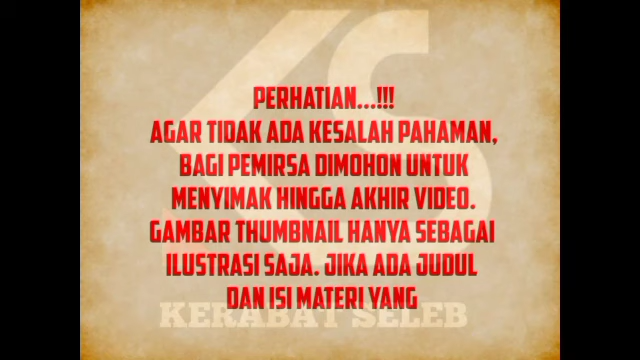 PERHATIAN...!!!
AGAR TIDAK ADA KESALAH PAHAMAN,
BAGI PEMIRSA DIMOHON UNTUK
MENYIMAK HINGGA AKHIR VIDEO.
GAMBAR THUMBNAIL HANYA SEBAGAI
ILUSTRASI SAJA. JIKA ADA JUDUL
DAN ISI MATERI YANG
KERABAT SELEB